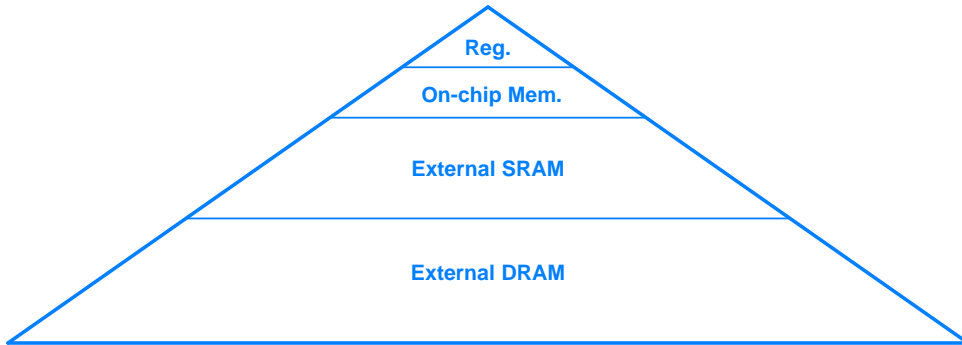 Reg.
On-chip Mem.
External SRAM
External DRAM